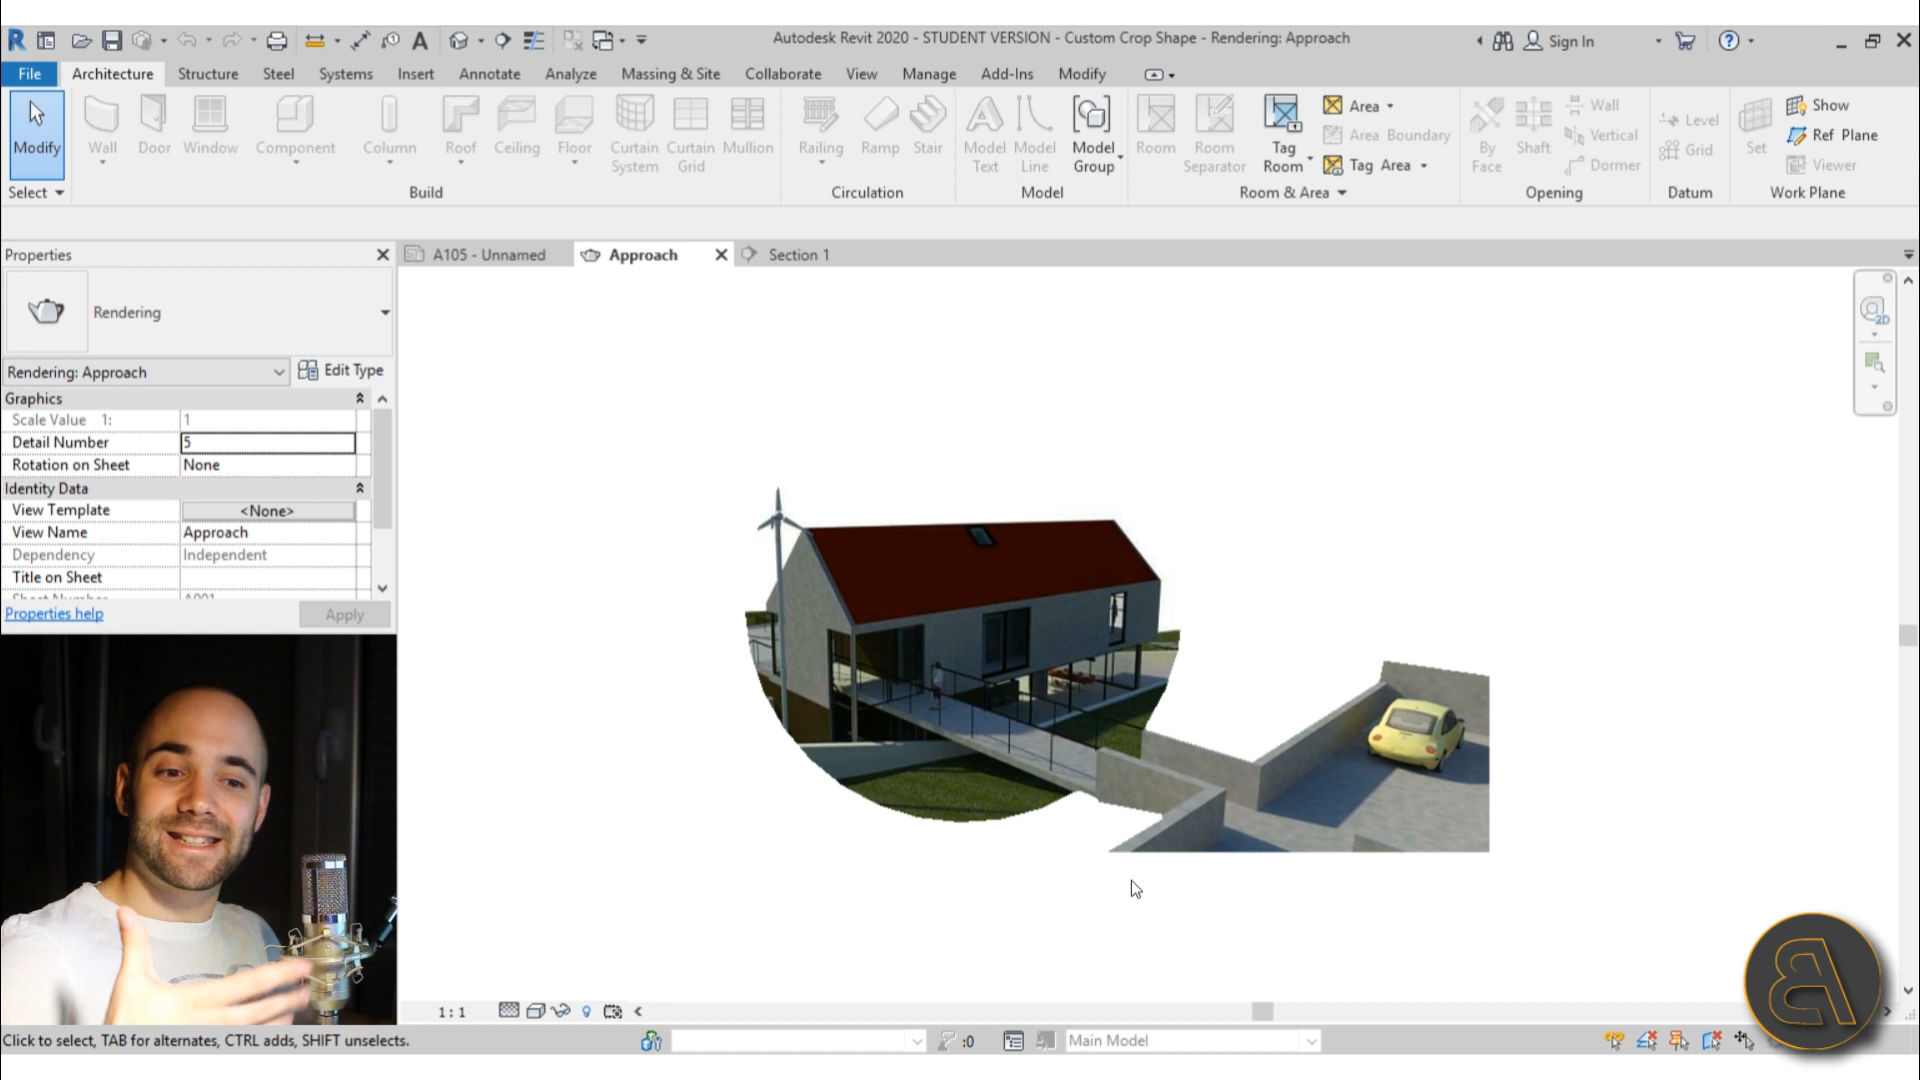 Autodesk Revit 2020 - STUDENT VERSION - Custom Crop Shape - Rendering: Approach
Sign In
File Architecture Structure Steel Systems Insert Annotate Analyze Massing & Site Collaborate View Manage Add-Ins Modify
Modify
Wall
Door
Window
Component
Column
Roof
Ceiling
Floor
Curtain System
Curtain Grid
Mullion
Railing
Ramp
Stair
Model Text
Model Line
Model Group
Room
Room Separator
Tag Room
Area
Area Boundary
Tag Area
By Face
Shaft
Wall
Vertical
Dormer
Level
Grid
Set
Show
Ref Plane
Viewer
Select Build Circulation Model Room & Area Opening Datum Work Plane
Properties
A105 - Unnamed Approach Section 1
Rendering
Rendering: Approach Edit Type
Graphics
Scale Value 1: 1
Detail Number 5
Rotation on Sheet None
Identity Data
View Template <None>
View Name Approach
Dependency Independent
Title on Sheet
Properties help Apply
2D
1 : 1
Click to select, TAB for alternates, CTRL adds, SHIFT unselects.
:0
Main Model